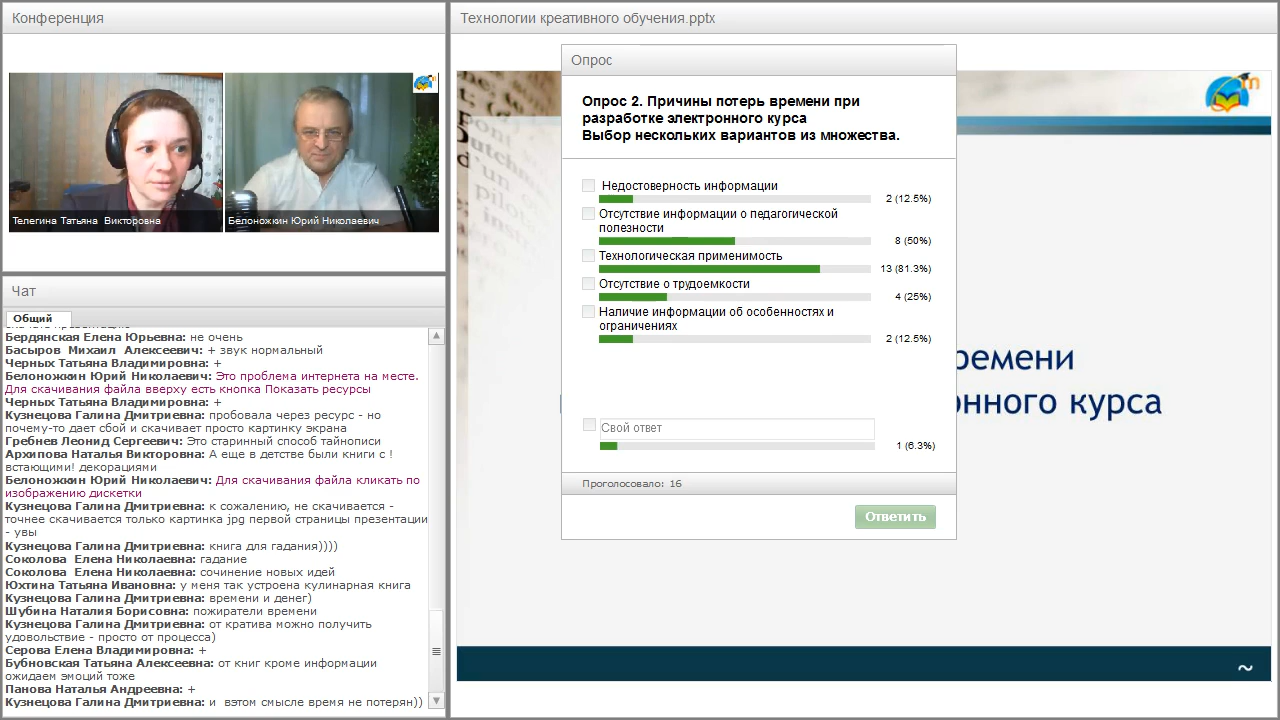 Конференция
Телегина Татьяна Викторовна
Белоножкин Юрий Николаевич
Чат
Общий
Бердянская Елена Юрьевна: не очень
Басыров Михаил Алексеевич: + звук нормальный
Черных Татьяна Владимировна: +
Белоножкин Юрий Николаевич: Это проблема интернета на месте.
Для скачивания файла вверху есть кнопка Показать ресурсы
Черных Татьяна Владимировна: +
Кузнецова Галина Дмитриевна: пробовала через ресурс - но
почему-то дает сбой и скачивает просто картинку экрана
Гребнев Леонид Сергеевич: Это старинный способ тайнописи
Архипова Наталья Викторовна: А еще в детстве были книги с !
встающими! декорациями
Белоножкин Юрий Николаевич: Для скачивания файла кликать по
изображению дискетки
Кузнецова Галина Дмитриевна: к сожалению, не скачивается -
точнее скачивается только картинка jpg первой страницы презентации
- увы
Кузнецова Галина Дмитриевна: книга для гадания))))
Соколова Елена Николаевна: гадание
Соколова Елена Николаевна: сочинение новых идей
Юхтина Татьяна Ивановна: у меня так устроена кулинарная книга
Кузнецова Галина Дмитриевна: времени и денег)
Шубина Наталия Борисовна: пожиратели времени
Кузнецова Галина Дмитриевна: от кратива можно получить
удовольствие - просто от процесса)
Серова Елена Владимировна: +
Бубновская Татьяна Алексеевна: от книг кроме информации
ожидаем эмоций тоже
Панова Наталья Андреевна: +
Кузнецова Галина Дмитриевна: и вэтом смысле время не потерян))
Технологии креативного обучения.pptx
Опрос
Опрос 2. Причины потерь времени при
разработке электронного курса
Выбор нескольких вариантов из множества.
Недостоверность информации
2 (12.5%)
Отсутствие информации о педагогической
полезности
8 (50%)
Технологическая применимость
13 (81.3%)
Отсутствие о трудоемкости
4 (25%)
Наличие информации об особенностях и
ограничениях
2 (12.5%)
Свой ответ
1 (6.3%)
Проголосовало: 16
Ответить
ремени
онного курса
~